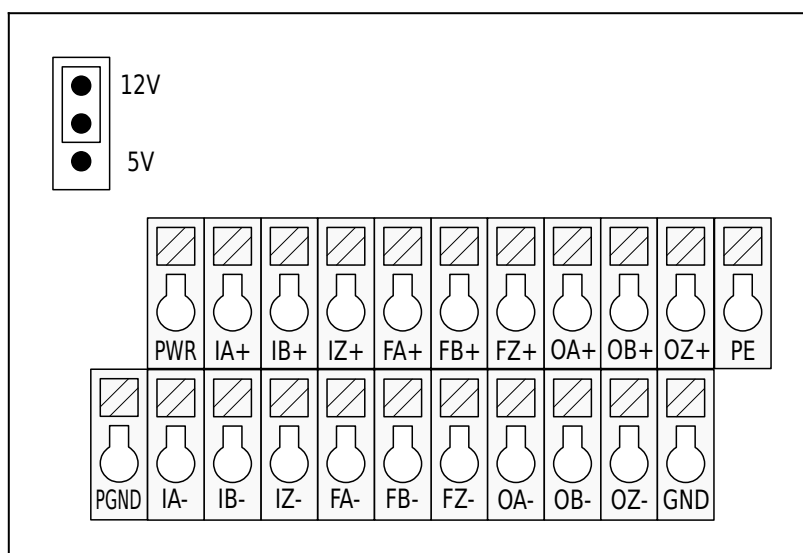 12V
5V
PWR IA+ IB+ IZ+ FA+ FB+ FZ+ OA+ OB+ OZ+ PE
PGND IA- IB- IZ- FA- FB- FZ- OA- OB- OZ- GND